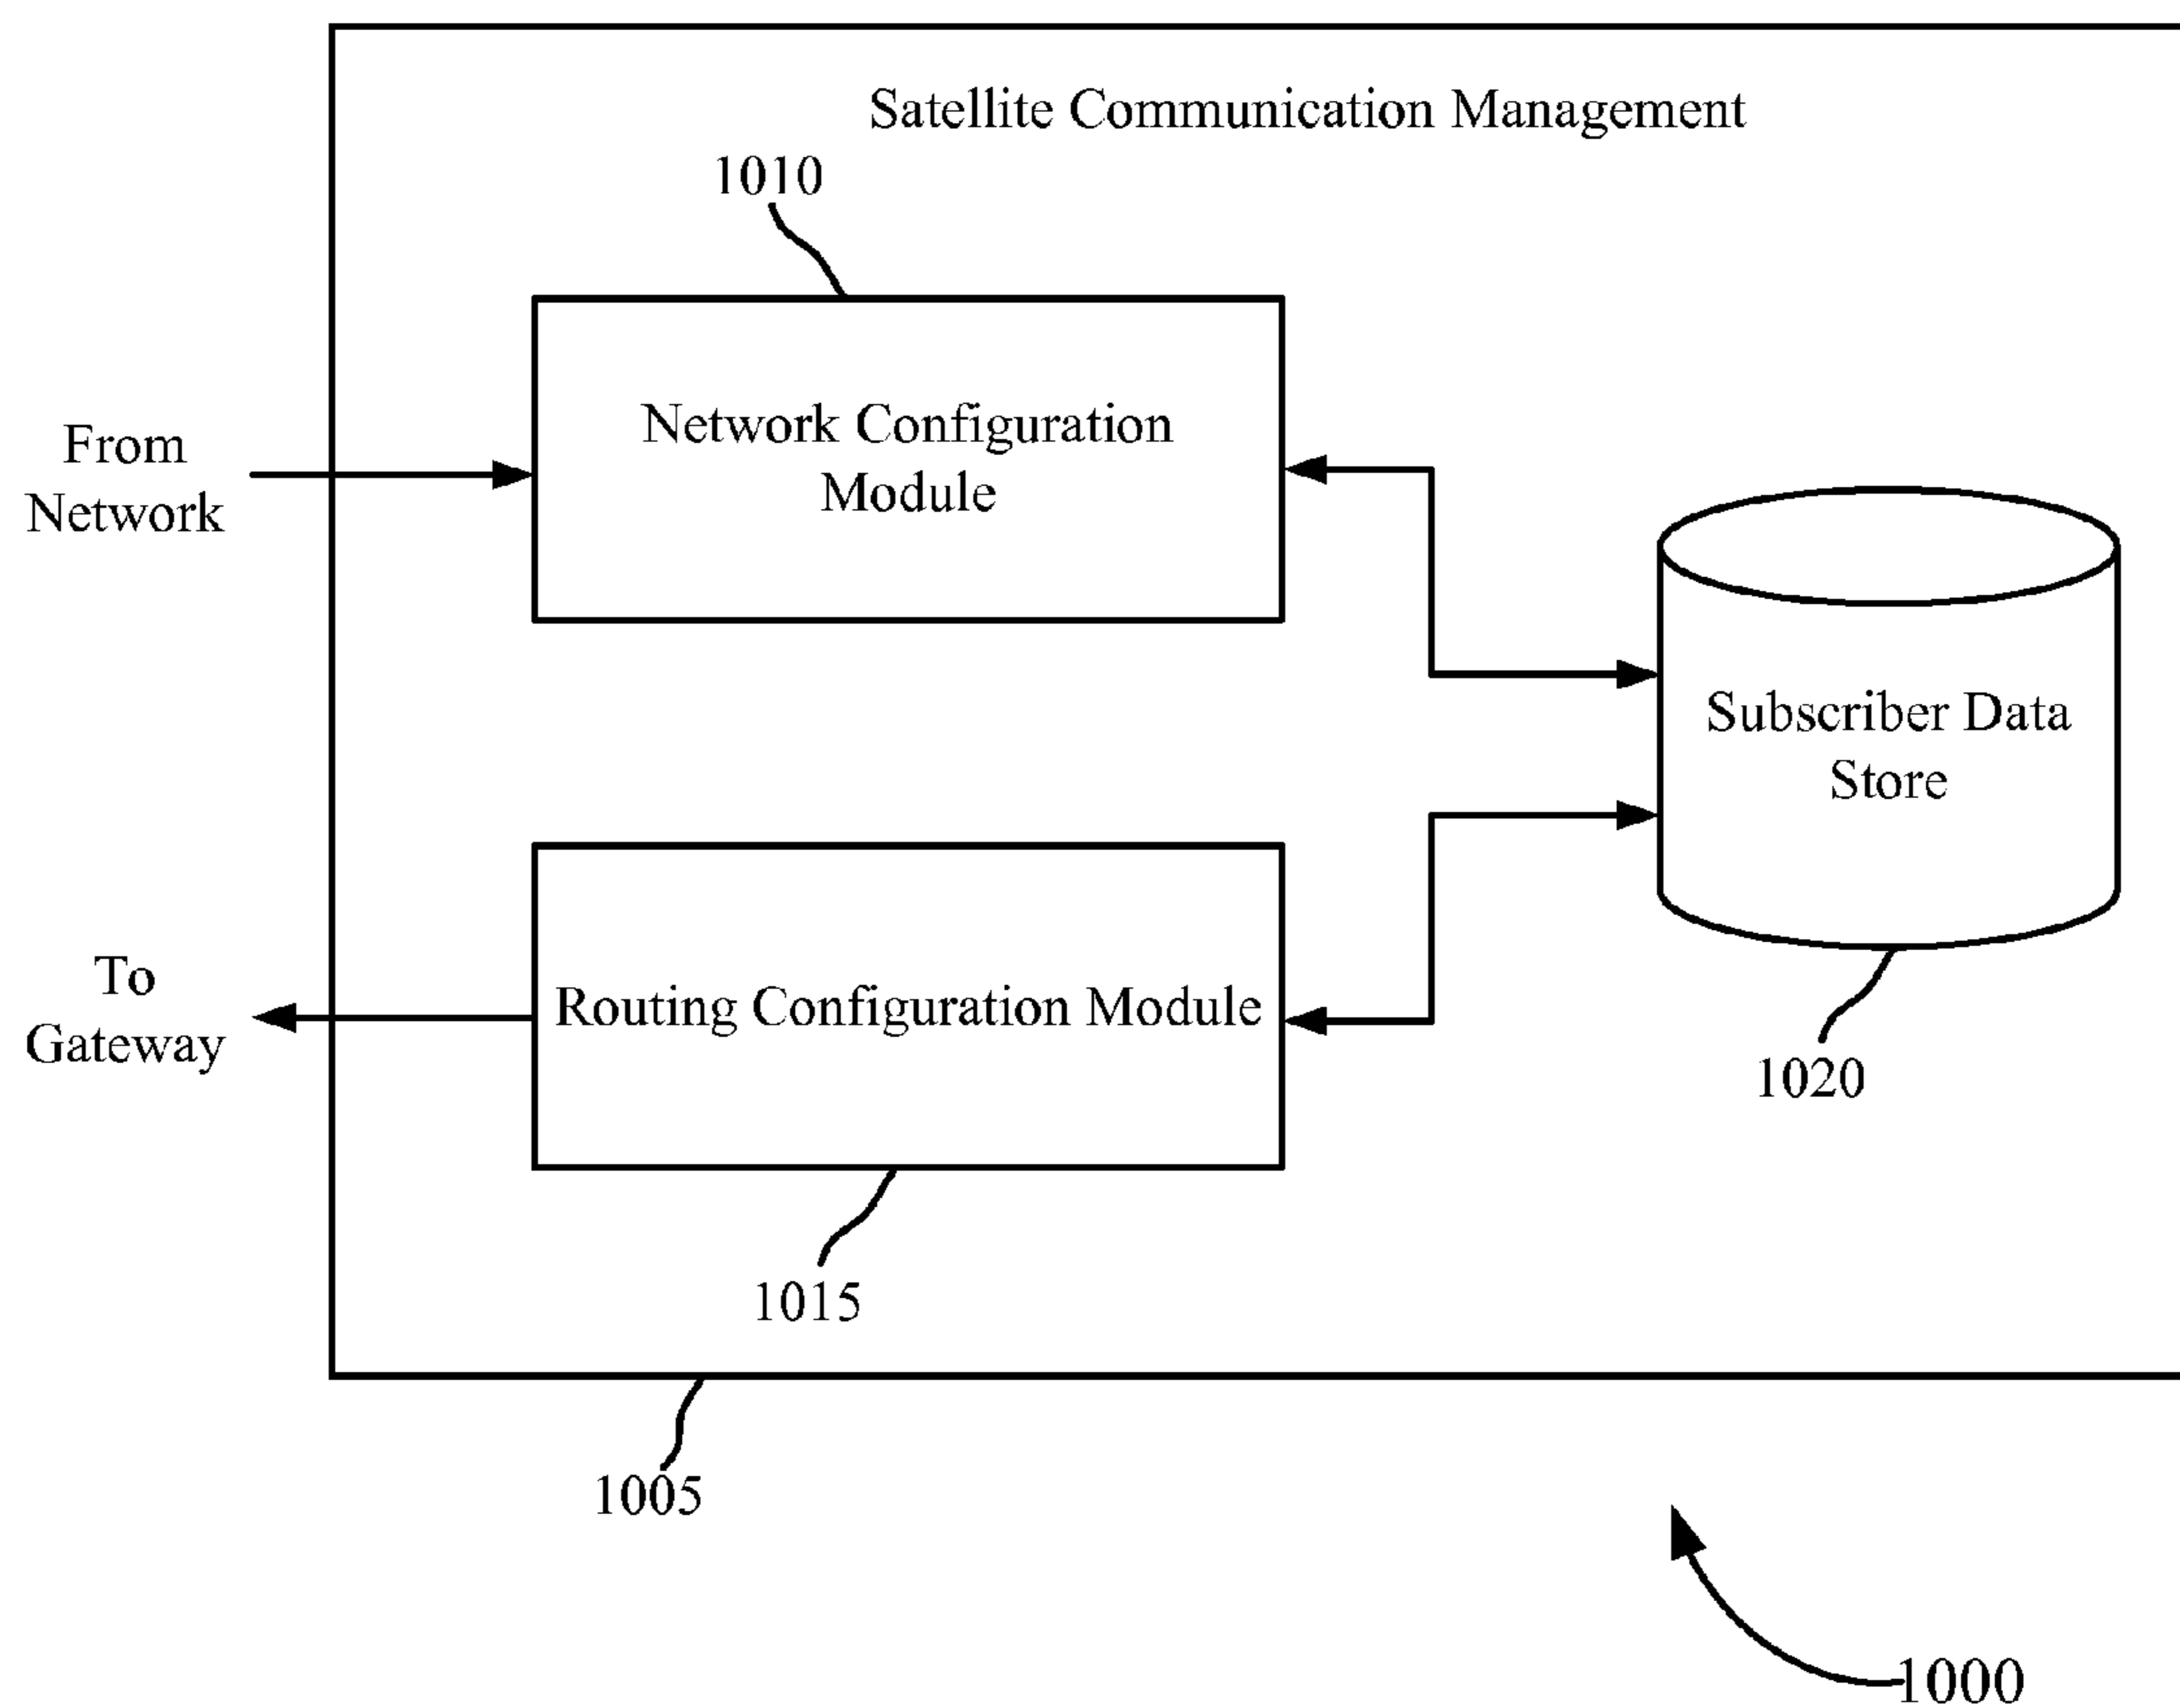 Satellite Communication Management
1010
Network Configuration
Module
From
Network
Subscriber Data
Store
To
Gateway
Routing Configuration Module
1020
1015
1005
1000